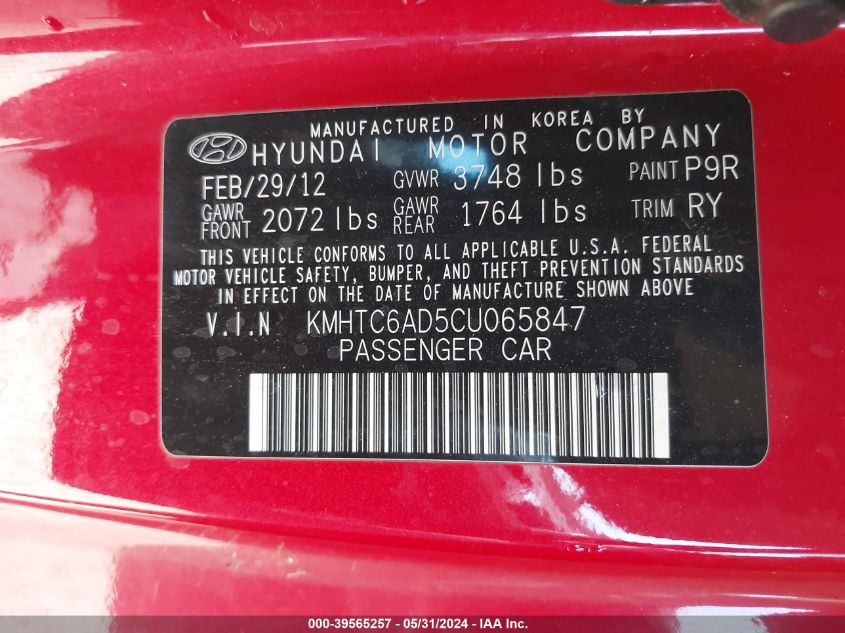 MANUFACTURED IN KOREA BY
HYUNDAI MOTOR COMPANY
FEB/29/12 GVWR 3748 lbs PAINT P9R
GAWR FRONT 2072 lbs GAWR REAR 1764 lbs TRIM RY
THIS VEHICLE CONFORMS TO ALL APPLICABLE U.S.A. FEDERAL
MOTOR VEHICLE SAFETY, BUMPER, AND THEFT PREVENTION STANDARDS
IN EFFECT ON THE DATE OF MANUFACTURE SHOWN ABOVE
V.I.N KMHTC6AD5CU065847
PASSENGER CAR
000-39565257 - 05/31/2024 - IAA Inc.